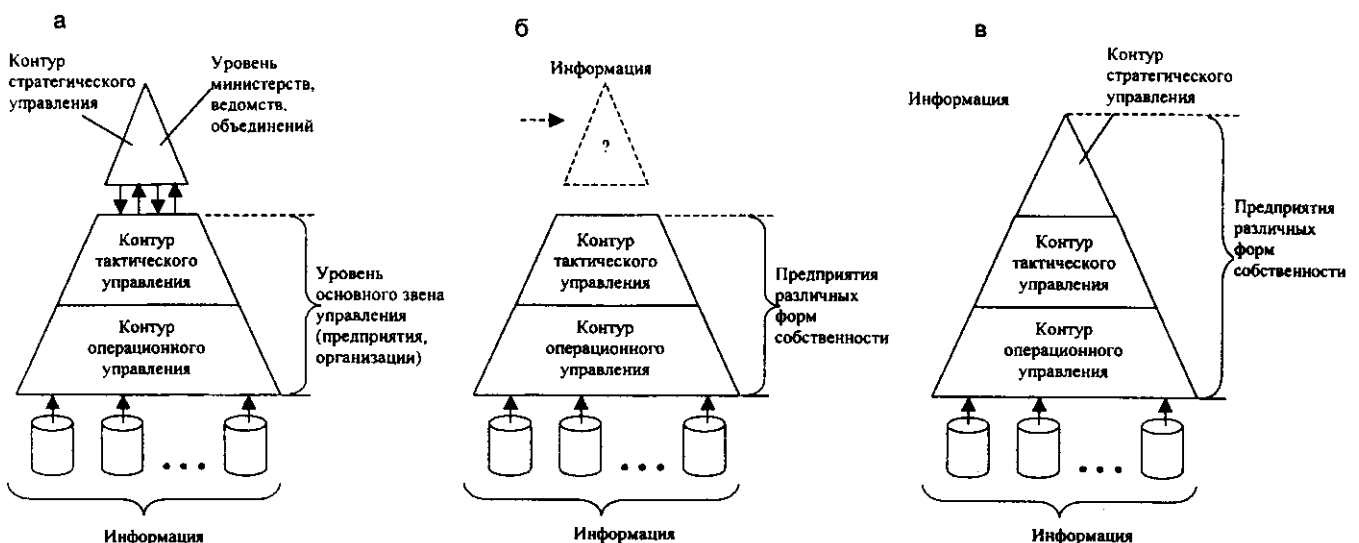 а
Контур
стратегического
управления
Уровень
министерств,
ведомств,
объединений
Контур
тактического
управления
Контур
операционного
управления
Уровень
основного звена
управления
(предприятия,
организации)
Информация
б
Информация
?
Контур
тактического
управления
Контур
операционного
управления
Предприятия
различных
форм
собственности
Информация
в
Информация
Контур
стратегического
управления
Контур
тактического
управления
Контур
операционного
управления
Предприятия
различных
форм
собственности
Информация